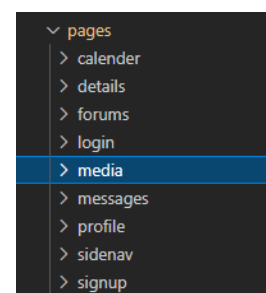 pages
calender
details
forums
login
media
messages
profile
sidenav
signup